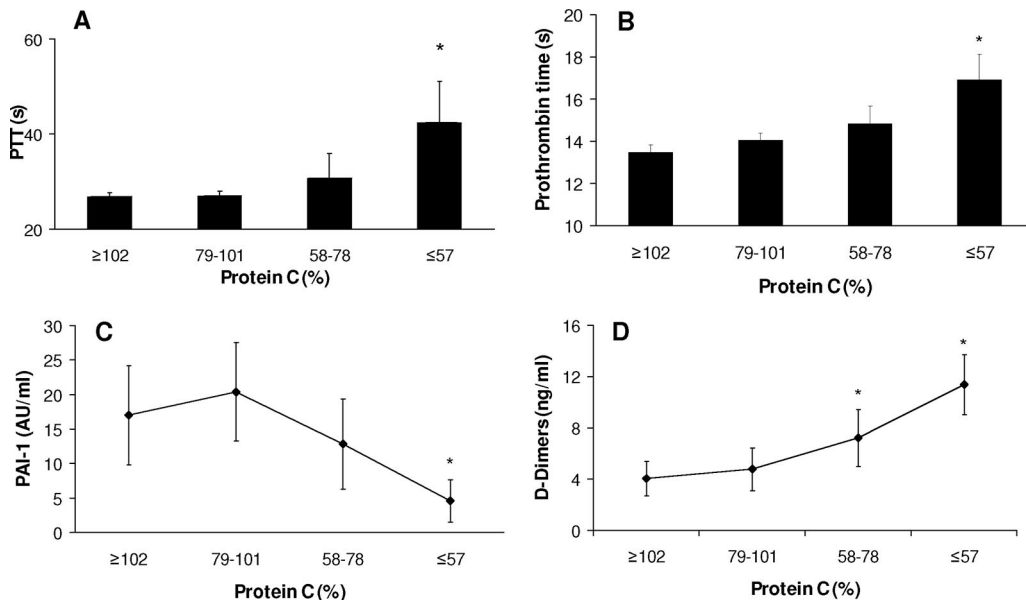 A
60
*
PTT (s)
40
20
≥102 79-101 58-78 ≤57
Protein C (%)
B
20
*
18
Prothrombin time (s)
16
14
12
10
≥102 79-101 58-78 ≤57
Protein C (%)
C
30
25
PAI-1 (AU/ml)
20
15
10
*
5
0
≥102 79-101 58-78 ≤57
Protein C (%)
D
16
*
12
D-Dimers (ng/ml)
*
8
4
0
≥102 79-101 58-78 ≤57
Protein C (%)